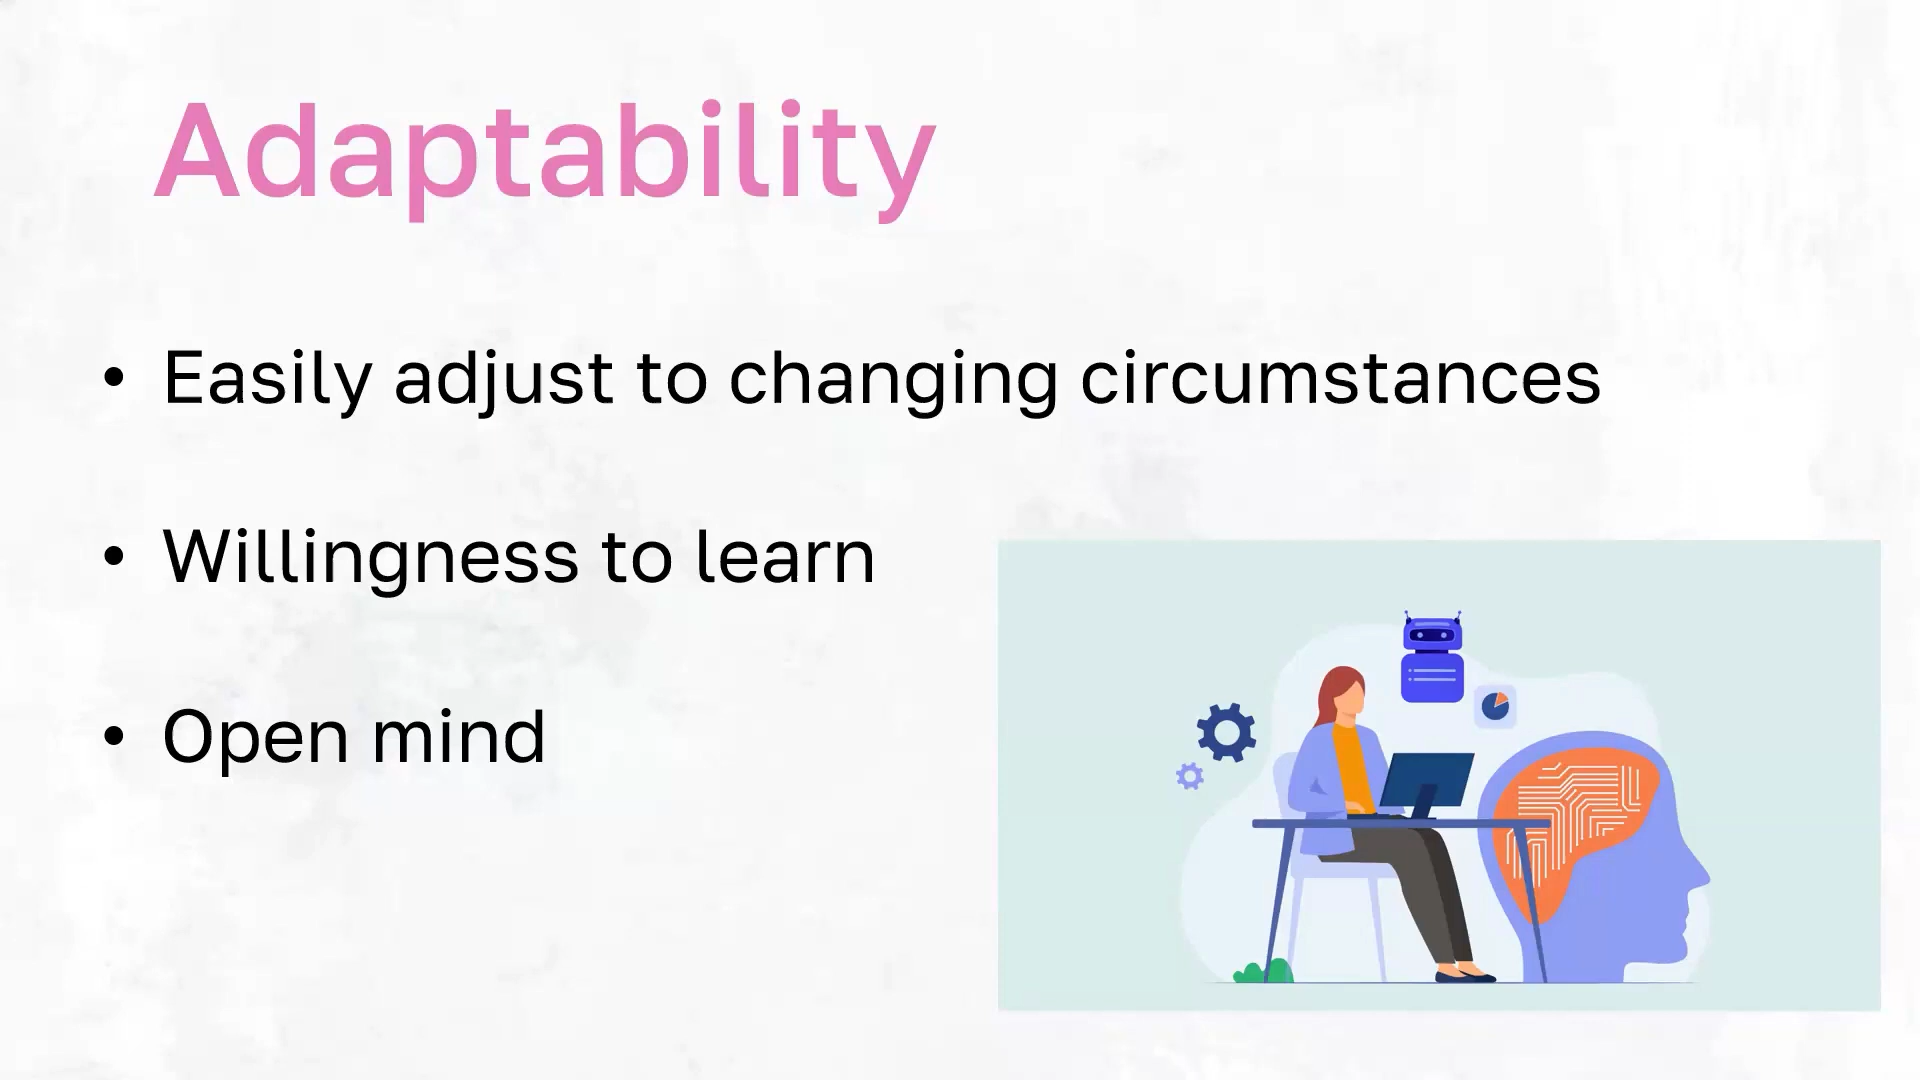 Adaptability
• Easily adjust to changing circumstances
• Willingness to learn
• Open mind